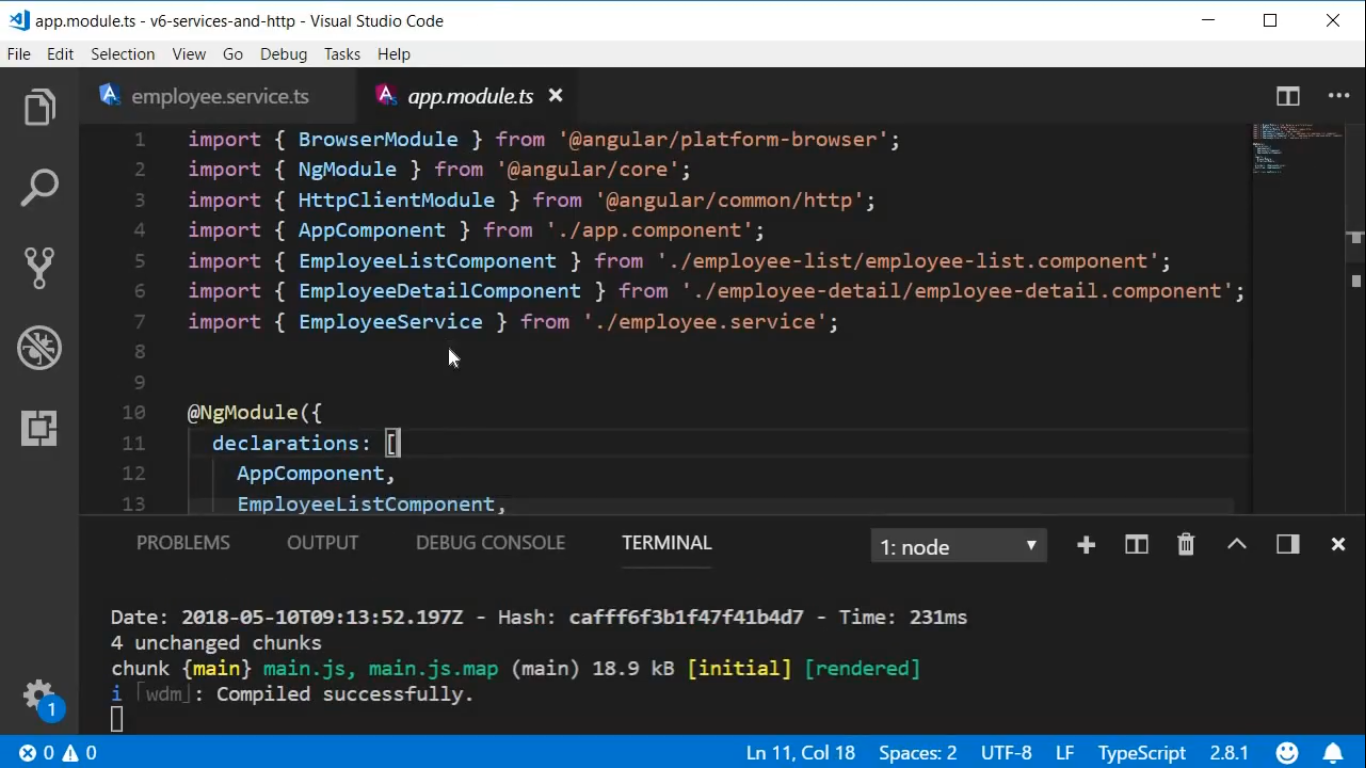 app.module.ts - v6-services-and-http - Visual Studio Code
File Edit Selection View Go Debug Tasks Help
employee.service.ts app.module.ts
1 import { BrowserModule } from '@angular/platform-browser';
2 import { NgModule } from '@angular/core';
3 import { HttpClientModule } from '@angular/common/http';
4 import { AppComponent } from './app.component';
5 import { EmployeeListComponent } from './employee-list/employee-list.component';
6 import { EmployeeDetailComponent } from './employee-detail/employee-detail.component';
7 import { EmployeeService } from './employee.service';
8
9
10 @NgModule({
11 declarations: [
12 AppComponent,
13 EmployeeListComponent,
PROBLEMS OUTPUT DEBUG CONSOLE TERMINAL 1: node
Date: 2018-05-10T09:13:52.197Z - Hash: cafff6f3b1f47f41b4d7 - Time: 231ms
4 unchanged chunks
chunk {main} main.js, main.js.map (main) 18.9 kB [initial] [rendered]
i 「wdm」: Compiled successfully.
1
0 0 Ln 11, Col 18 Spaces: 2 UTF-8 LF TypeScript 2.8.1